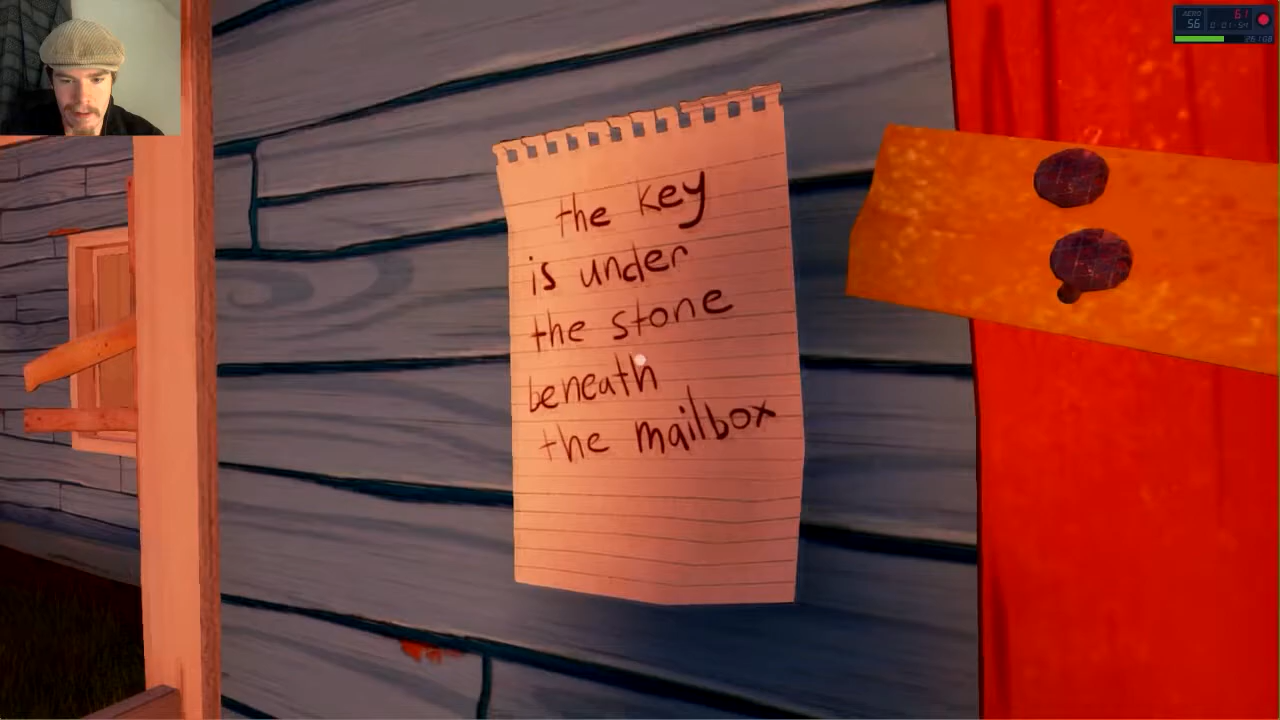 the key
is under
the stone
beneath
the mailbox